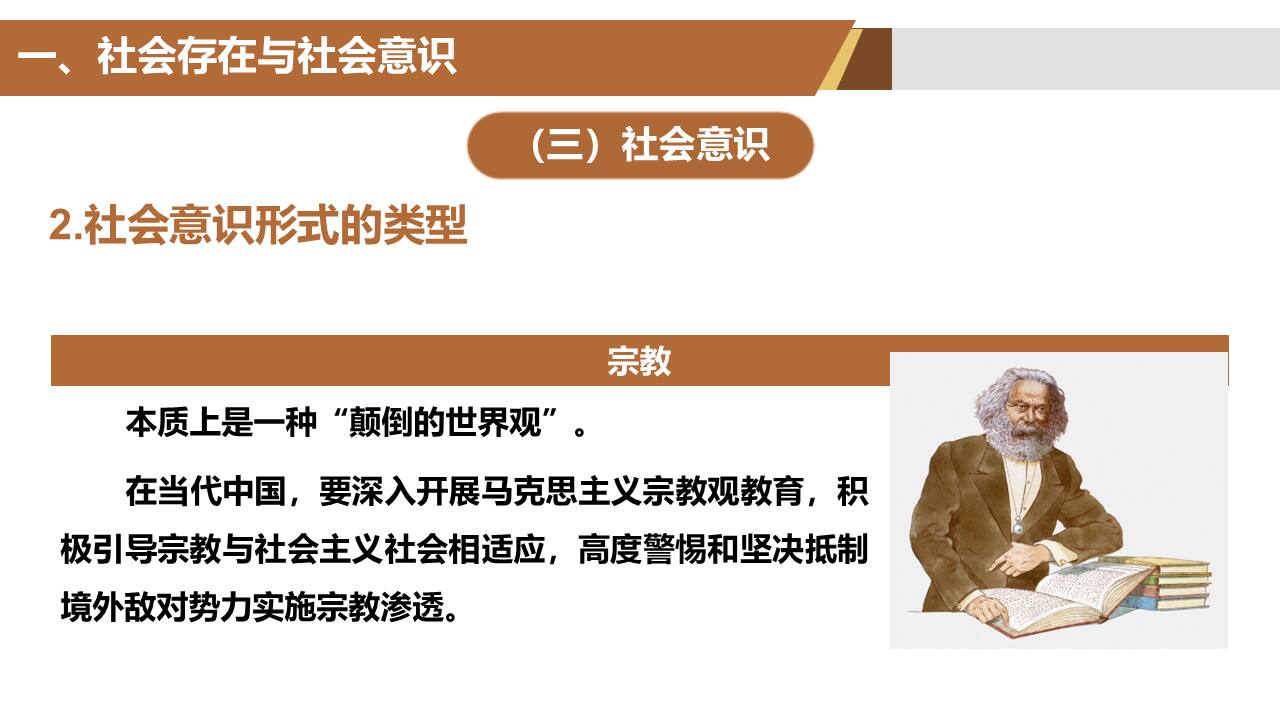 一、社会存在与社会意识
（三）社会意识
2.社会意识形式的类型
宗教
本质上是一种“颠倒的世界观”。
在当代中国，要深入开展马克思主义宗教观教育，积
极引导宗教与社会主义社会相适应，高度警惕和坚决抵制
境外敌对势力实施宗教渗透。